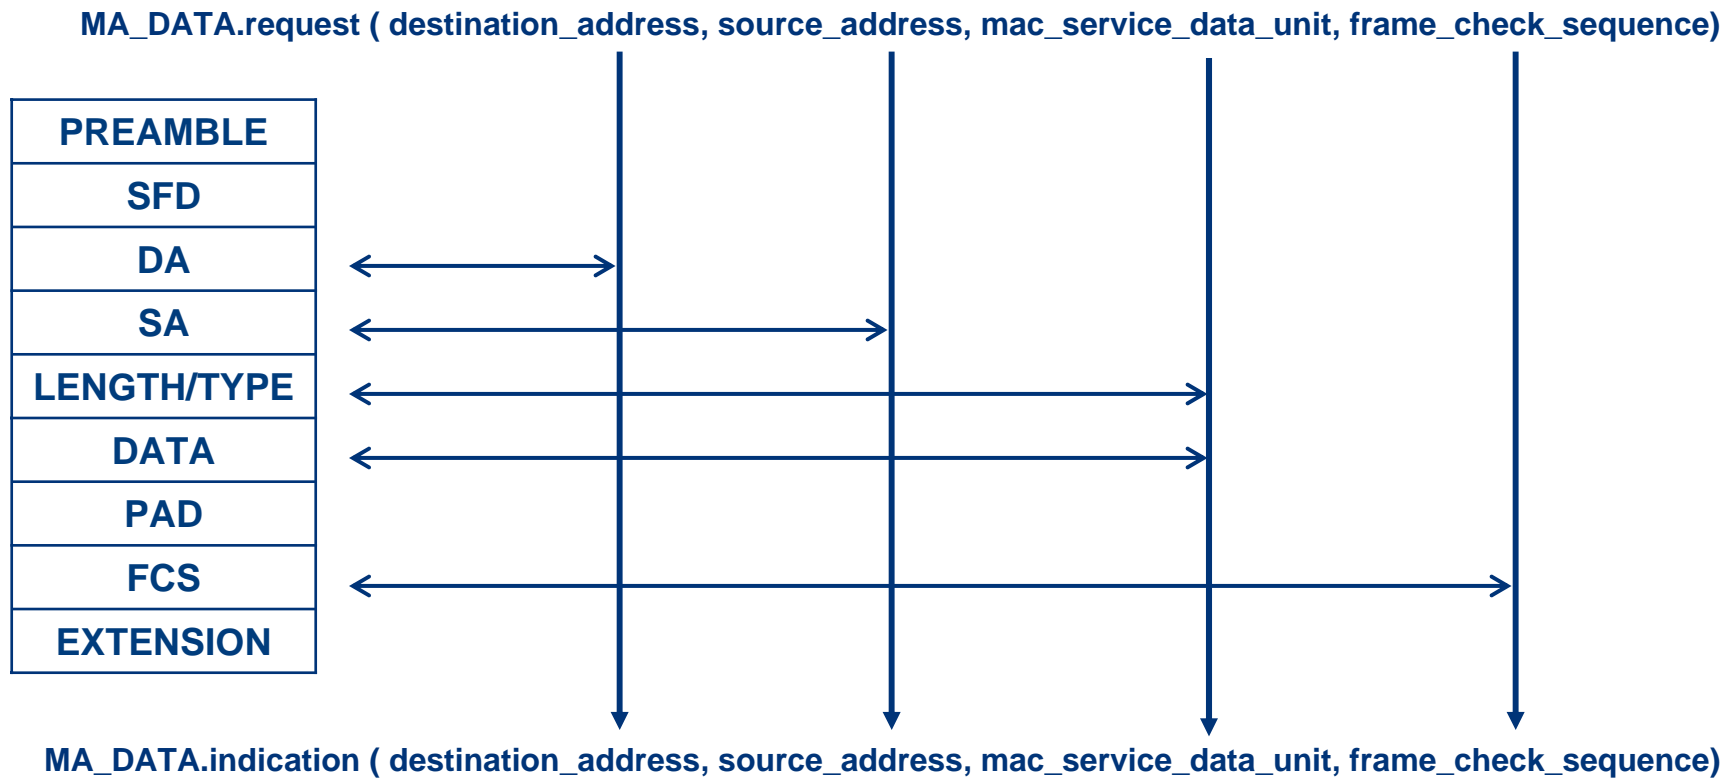 MA_DATA.request ( destination_address, source_address, mac_service_data_unit, frame_check_sequence)
PREAMBLE
SFD
DA
SA
LENGTH/TYPE
DATA
PAD
FCS
EXTENSION
MA_DATA.indication ( destination_address, source_address, mac_service_data_unit, frame_check_sequence)